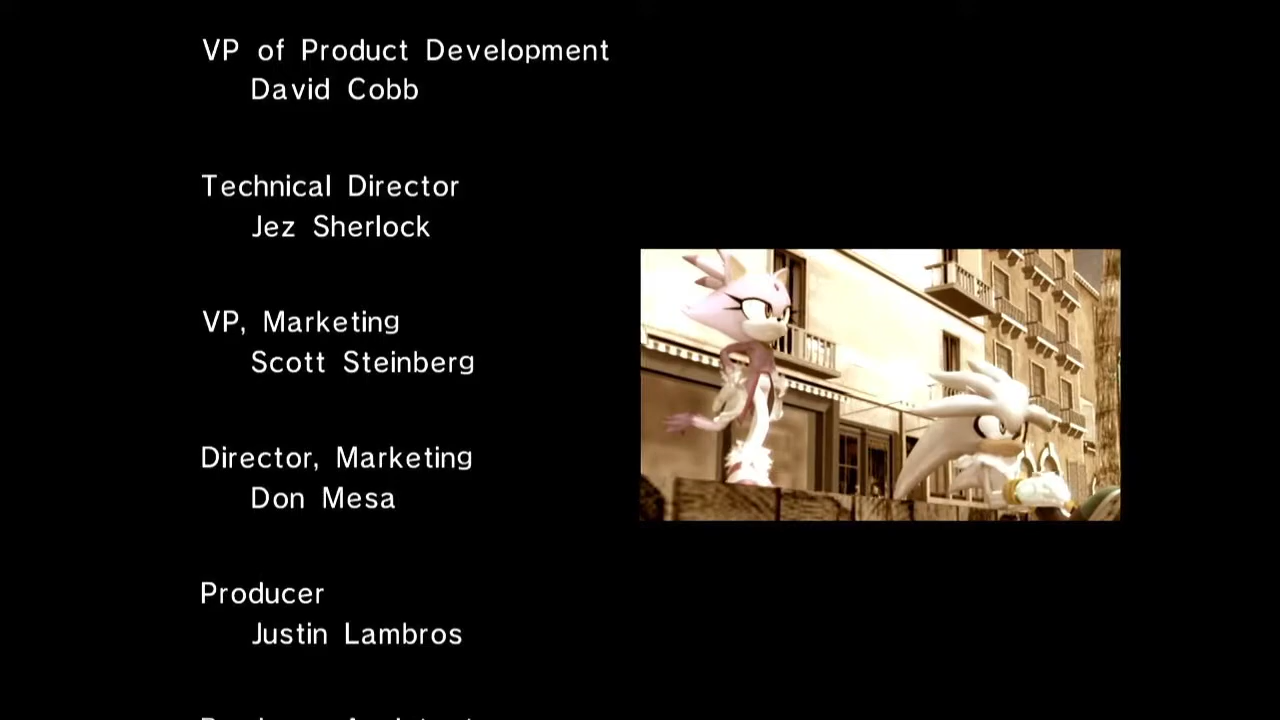 VP of Product Development
David Cobb
Technical Director
Jez Sherlock
VP, Marketing
Scott Steinberg
Director, Marketing
Don Mesa
Producer
Justin Lambros